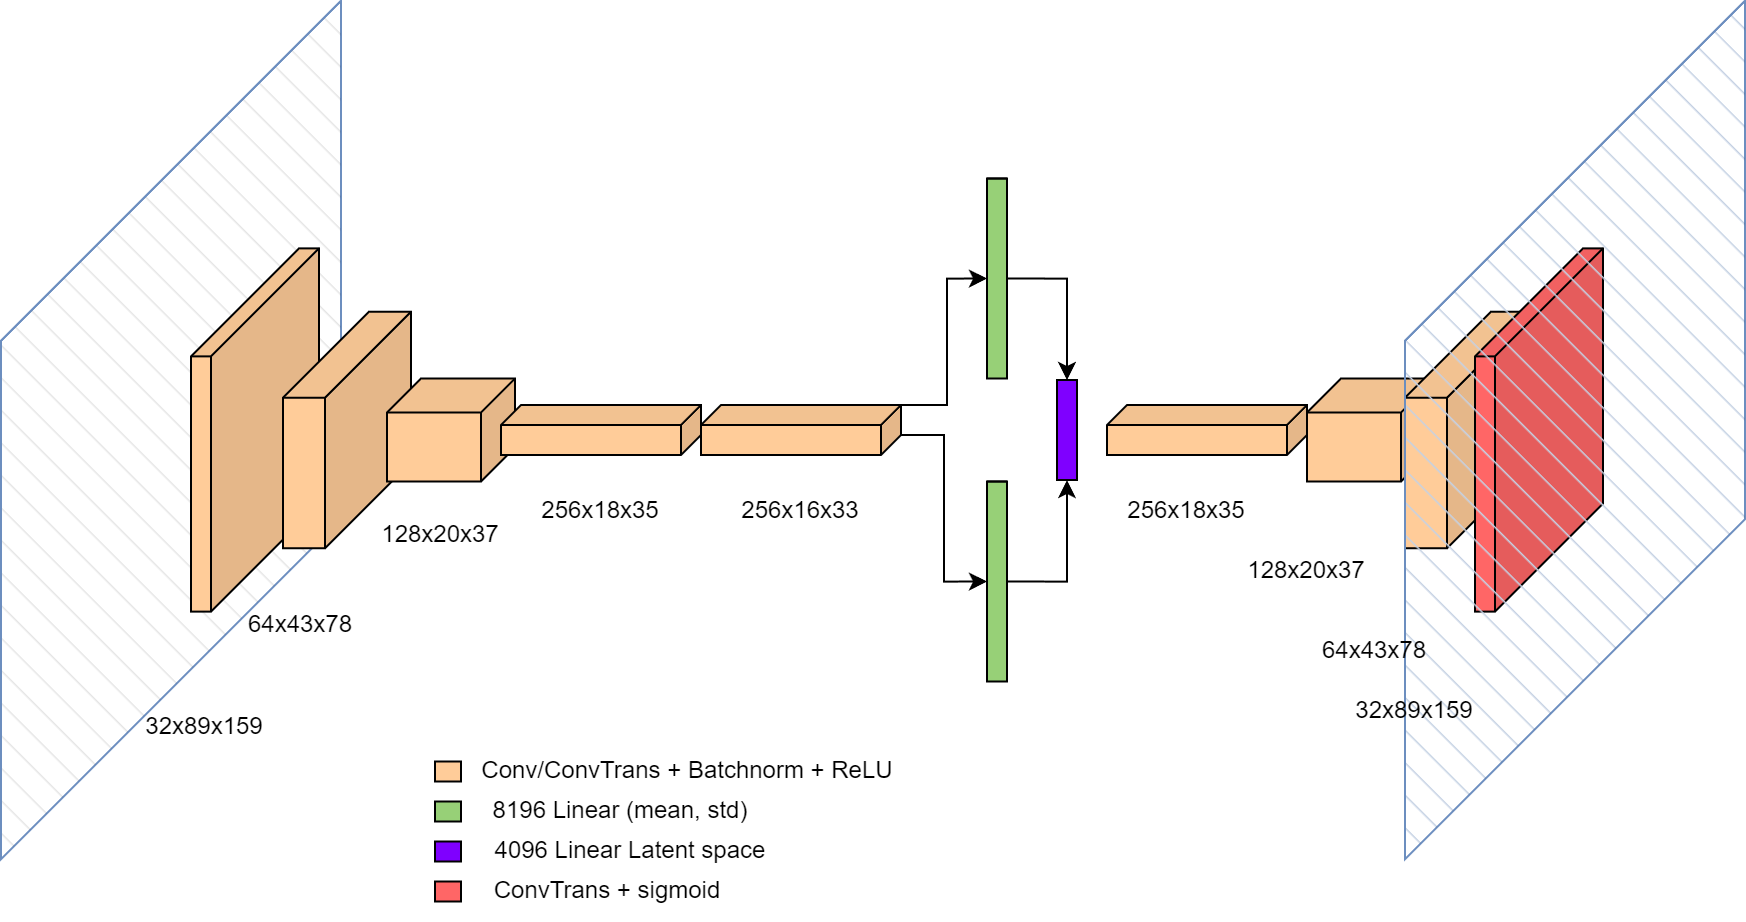 256x18x35
256x16x33
256x18x35
128x20x37
128x20x37
64x43x78
64x43x78
32x89x159
32x89x159
Conv/ConvTrans + Batchnorm + ReLU
8196 Linear (mean, std)
4096 Linear Latent space
ConvTrans + sigmoid